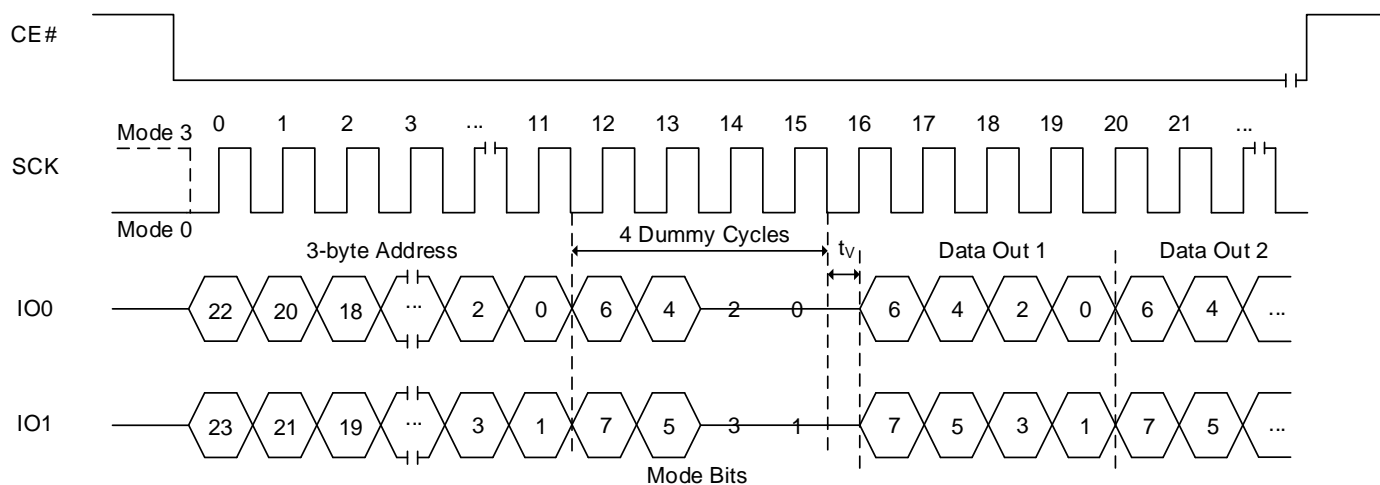 CE#
Mode 3 0 1 2 3 ... 11 12 13 14 15 16 17 18 19 20 21 ...
SCK
Mode 0
3-byte Address 4 Dummy Cycles tV Data Out 1 Data Out 2
IO0 22 20 18 ... 2 0 6 4 2 0 6 4 2 0 6 4 ...
IO1 23 21 19 ... 3 1 7 5 3 1 7 5 3 1 7 5 ...
Mode Bits